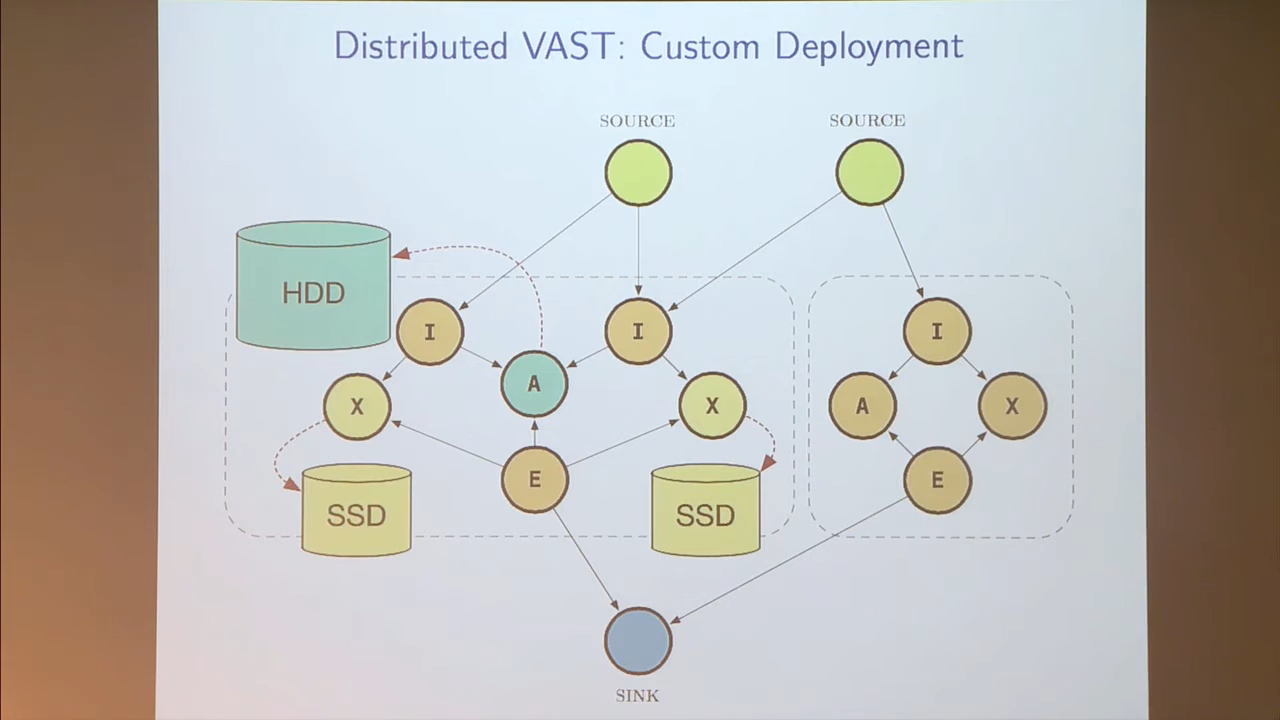 Distributed VAST: Custom Deployment
SOURCE SOURCE
HDD
I I I
A
X X A X
E E
SSD SSD
SINK